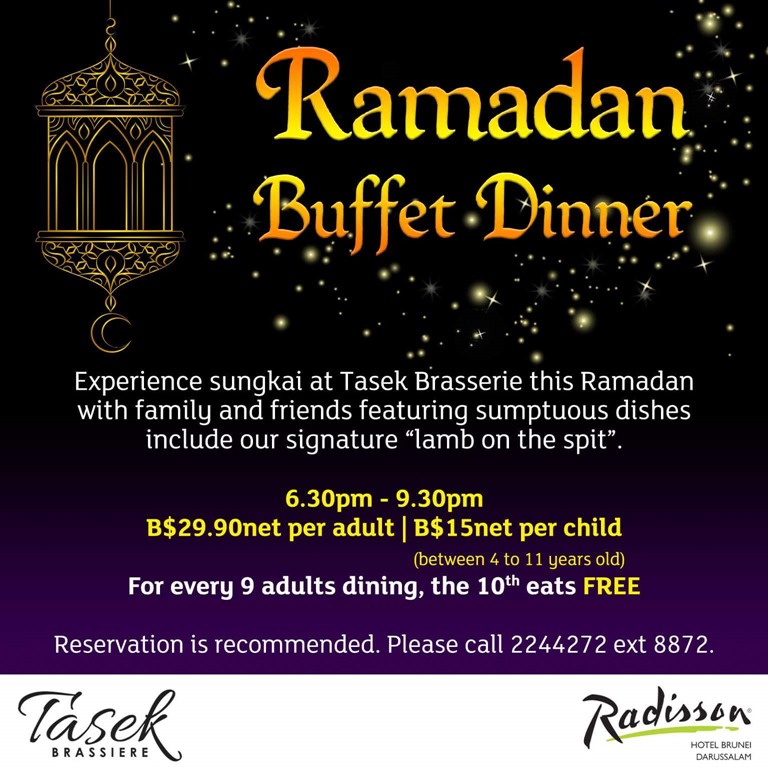 Ramadan
Buffet Dinner
Experience sungkai at Tasek Brasserie this Ramadan
with family and friends featuring sumptuous dishes
include our signature “lamb on the spit”.
6.30pm - 9.30pm
B$29.90net per adult | B$15net per child
(between 4 to 11 years old)
For every 9 adults dining, the 10th eats FREE
Reservation is recommended. Please call 2244272 ext 8872.
Tasek
BRASSIERE
Radisson®
HOTEL BRUNEI
DARUSSALAM